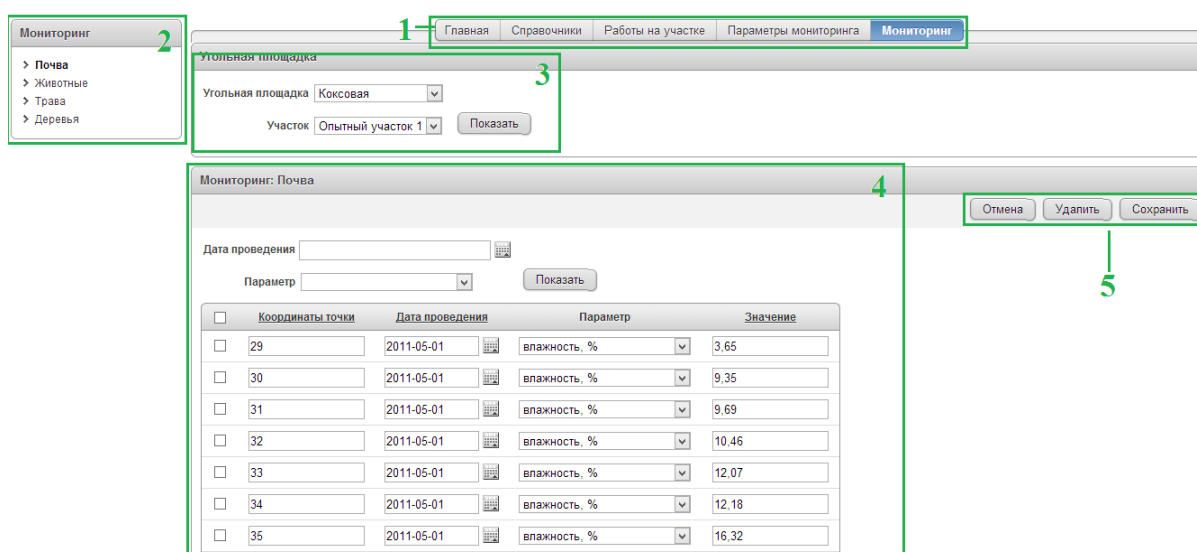 1 Главная Справочники Работы на участке Параметры мониторинга Мониторинг
Мониторинг 2
Почва
Животные
Трава
Деревья
Угольная площадка
3
Угольная площадка Коксовая
Участок Опытный участок 1 Показать
Мониторинг: Почва 4
Отмена Удалить Сохранить
5
Дата проведения
Параметр Показать
Координаты точки Дата проведения Параметр Значение
29 2011-05-01 влажность, % 3,65
30 2011-05-01 влажность, % 9,35
31 2011-05-01 влажность, % 9,69
32 2011-05-01 влажность, % 10,46
33 2011-05-01 влажность, % 12,07
34 2011-05-01 влажность, % 12,18
35 2011-05-01 влажность, % 16,32